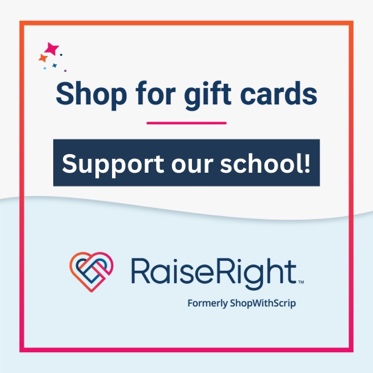 Shop for gift cards
Support our school!
RaiseRight™
Formerly ShopWithScrip